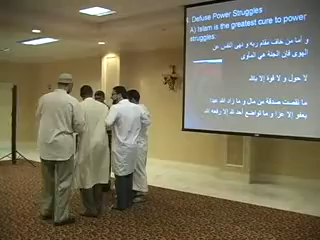 6. Defuse Power Struggles
A) Islam is the greatest cure to power
struggles:
و أما من خاف مقام ربه و نهى النفس عن
الهوى فإن الجنة هي المأوى
لا حول و لا قوة إلا بالله
ما نقصت صدقة من مال و ما زاد الله عبدا
بعفو إلا عزا و ما تواضع أحد لله إلا رفعه الله